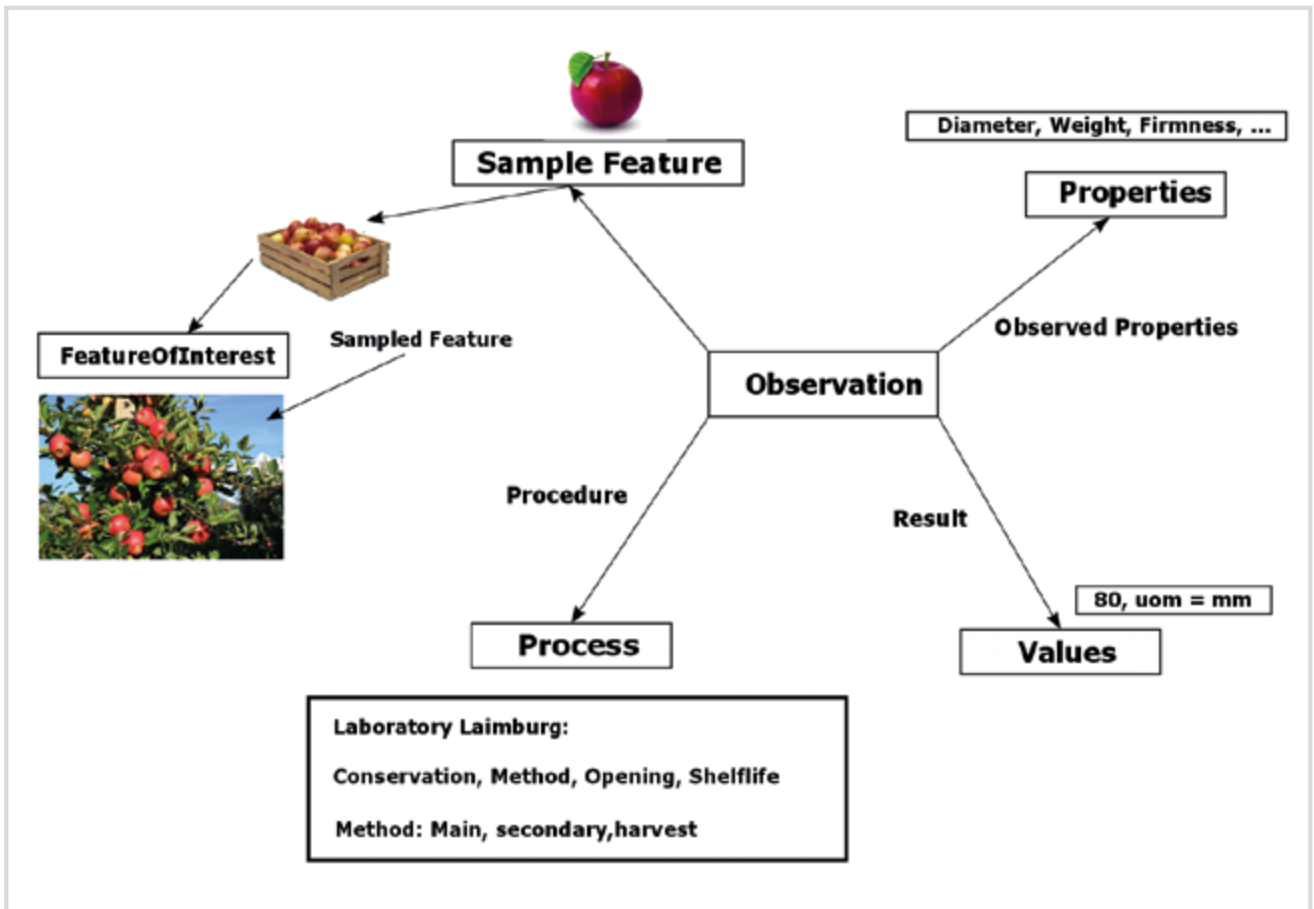 Sample Feature
Diameter, Weight, Firmness, ...
Properties
FeatureOfInterest
Sampled Feature
Observed Properties
Observation
Procedure
Result
80, uom = mm
Process
Values
Laboratory Laimburg:
Conservation, Method, Opening, Shelflife
Method: Main, secondary,harvest